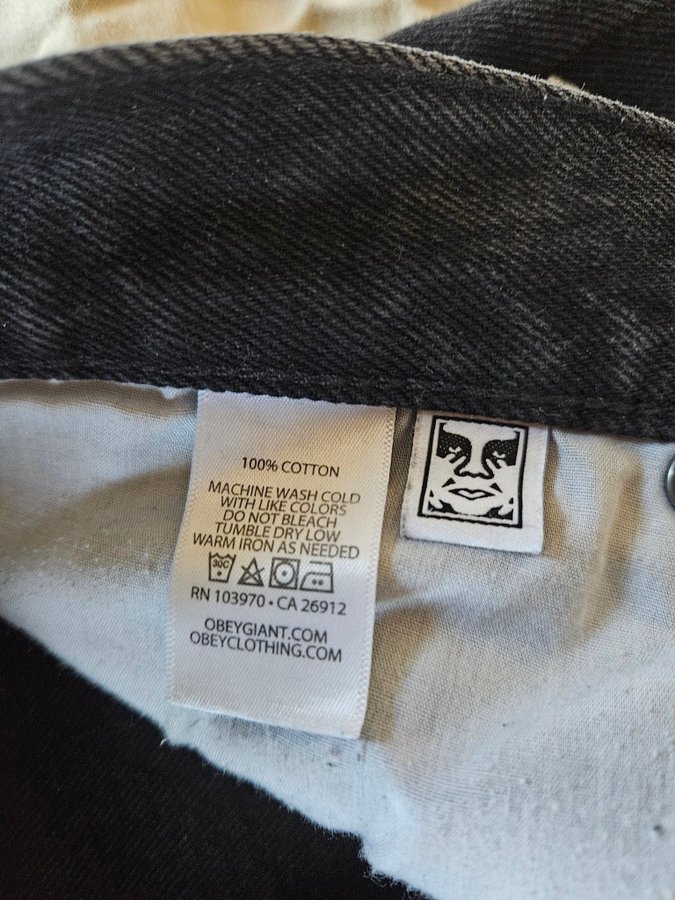 100% COTTON
MACHINE WASH COLD
WITH LIKE COLORS
DO NOT BLEACH
TUMBLE DRY LOW
WARM IRON AS NEEDED
30C
RN 103970 • CA 26912
OBEYGIANT.COM
OBEYCLOTHING.COM